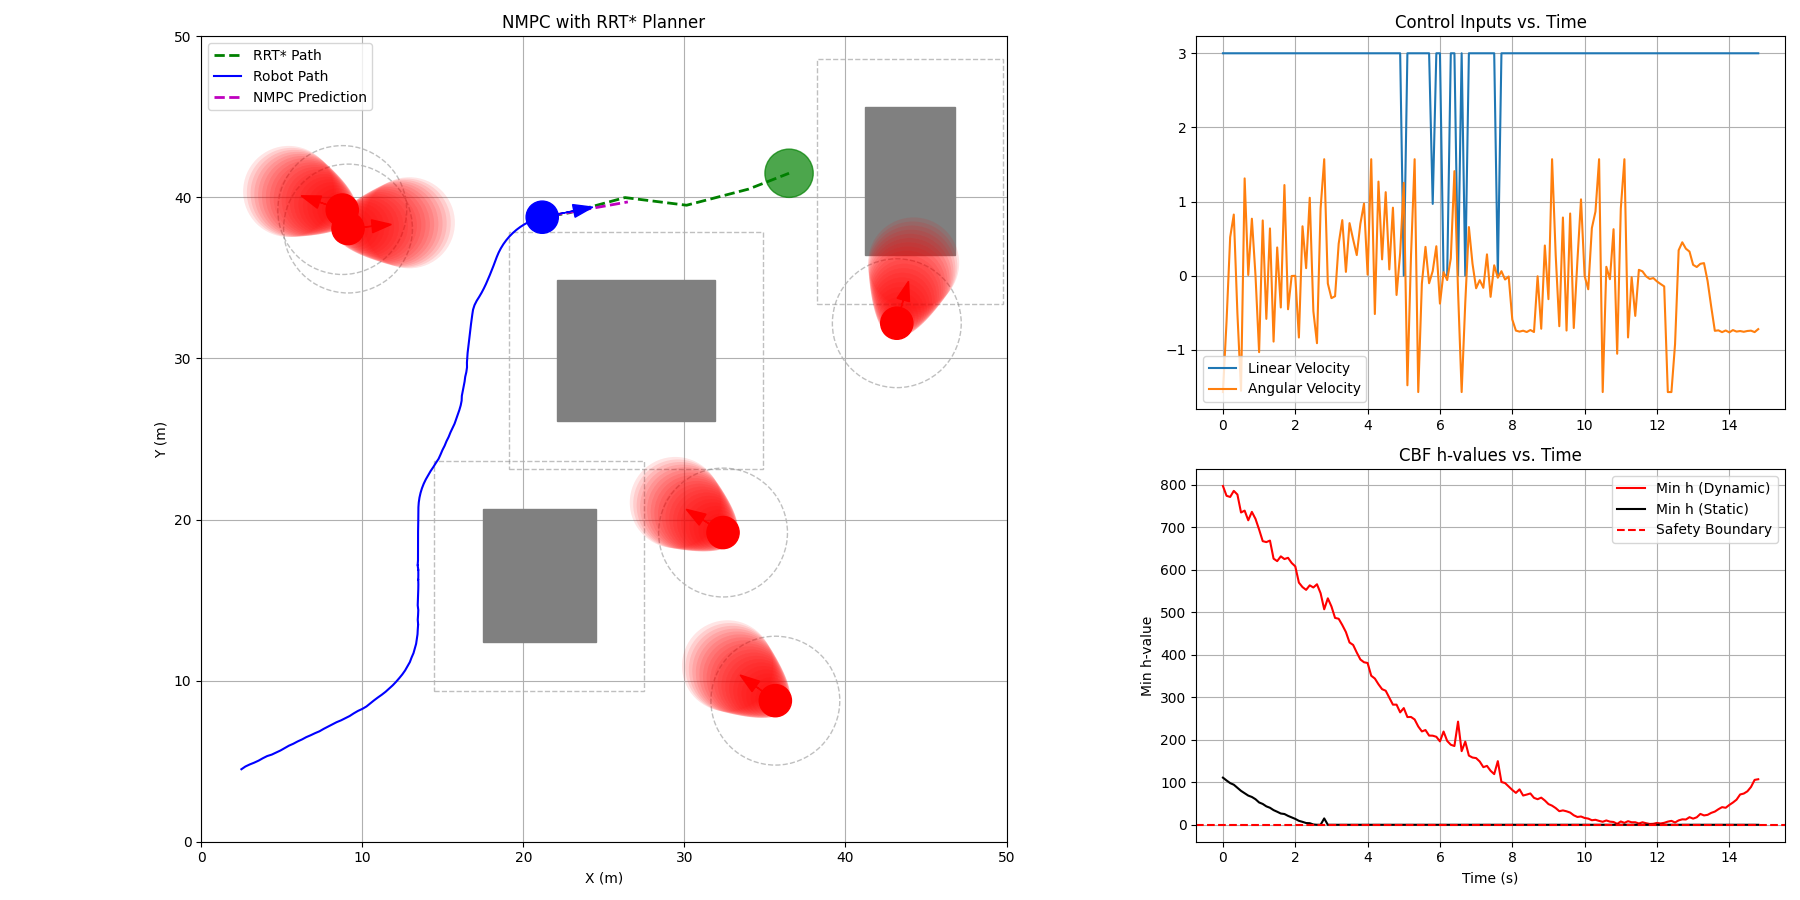 NMPC with RRT* Planner
RRT* Path
Robot Path
NMPC Prediction
50
40
30
20
10
0
Y (m)
0 10 20 30 40 50
X (m)
Control Inputs vs. Time
3
2
1
0
−1
Linear Velocity
Angular Velocity
0 2 4 6 8 10 12 14
CBF h-values vs. Time
Min h (Dynamic)
Min h (Static)
Safety Boundary
800
700
600
500
400
300
200
100
0
Min h-value
0 2 4 6 8 10 12 14
Time (s)